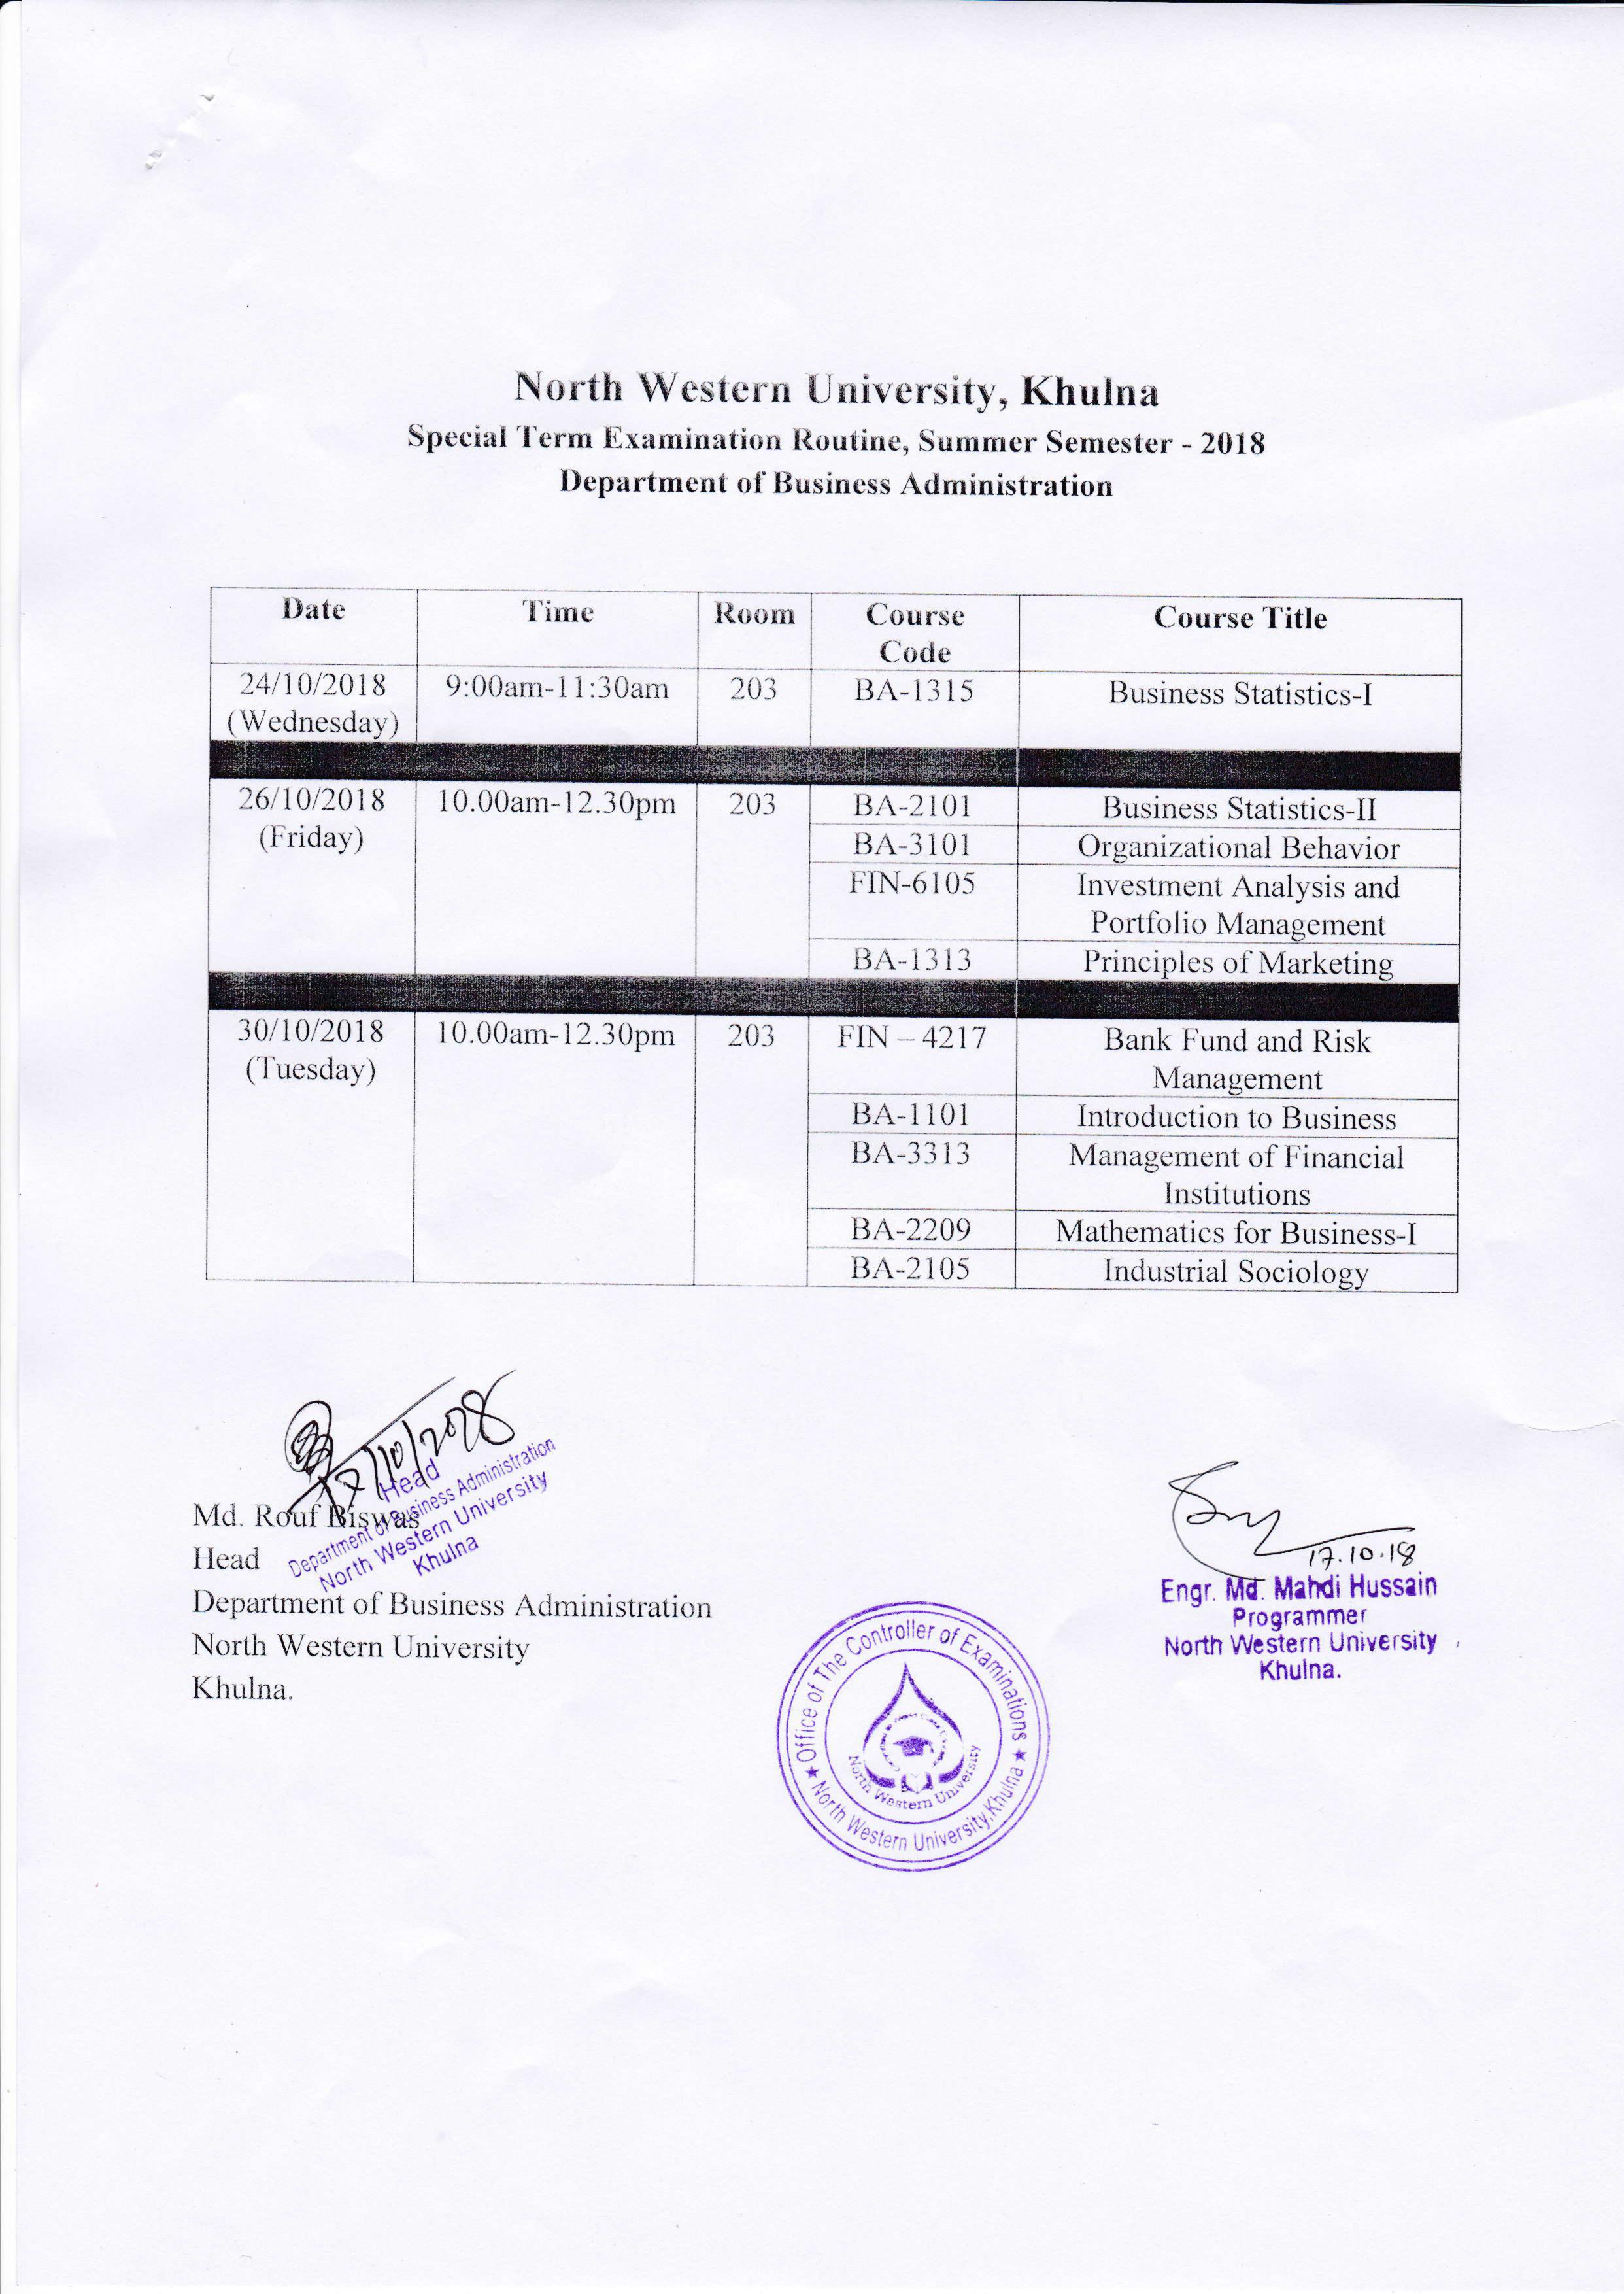 North Western University, Khulna
Special Term Examination Routine, Summer Semester - 2018
Department of Business Administration
Date Time Room Course Code Course Title
24/10/2018 (Wednesday) 9:00am-11:30am 203 BA-1315 Business Statistics-I
26/10/2018 (Friday) 10.00am-12.30pm 203 BA-2101 Business Statistics-II
BA-3101 Organizational Behavior
FIN-6105 Investment Analysis and Portfolio Management
BA-1313 Principles of Marketing
30/10/2018 (Tuesday) 10.00am-12.30pm 203 FIN – 4217 Bank Fund and Risk Management
BA-1101 Introduction to Business
BA-3313 Management of Financial Institutions
BA-2209 Mathematics for Business-I
BA-2105 Industrial Sociology
Head
Department of Business Administration
North Western University
Khulna
Md. Rouf Biswas
Head
Department of Business Administration
North Western University
Khulna.
17.10.18
Engr. Md. Mahdi Hussain
Programmer
North Western University
Khulna.
Office of The Controller of Examinations
North Western University, Khulna
North Western University